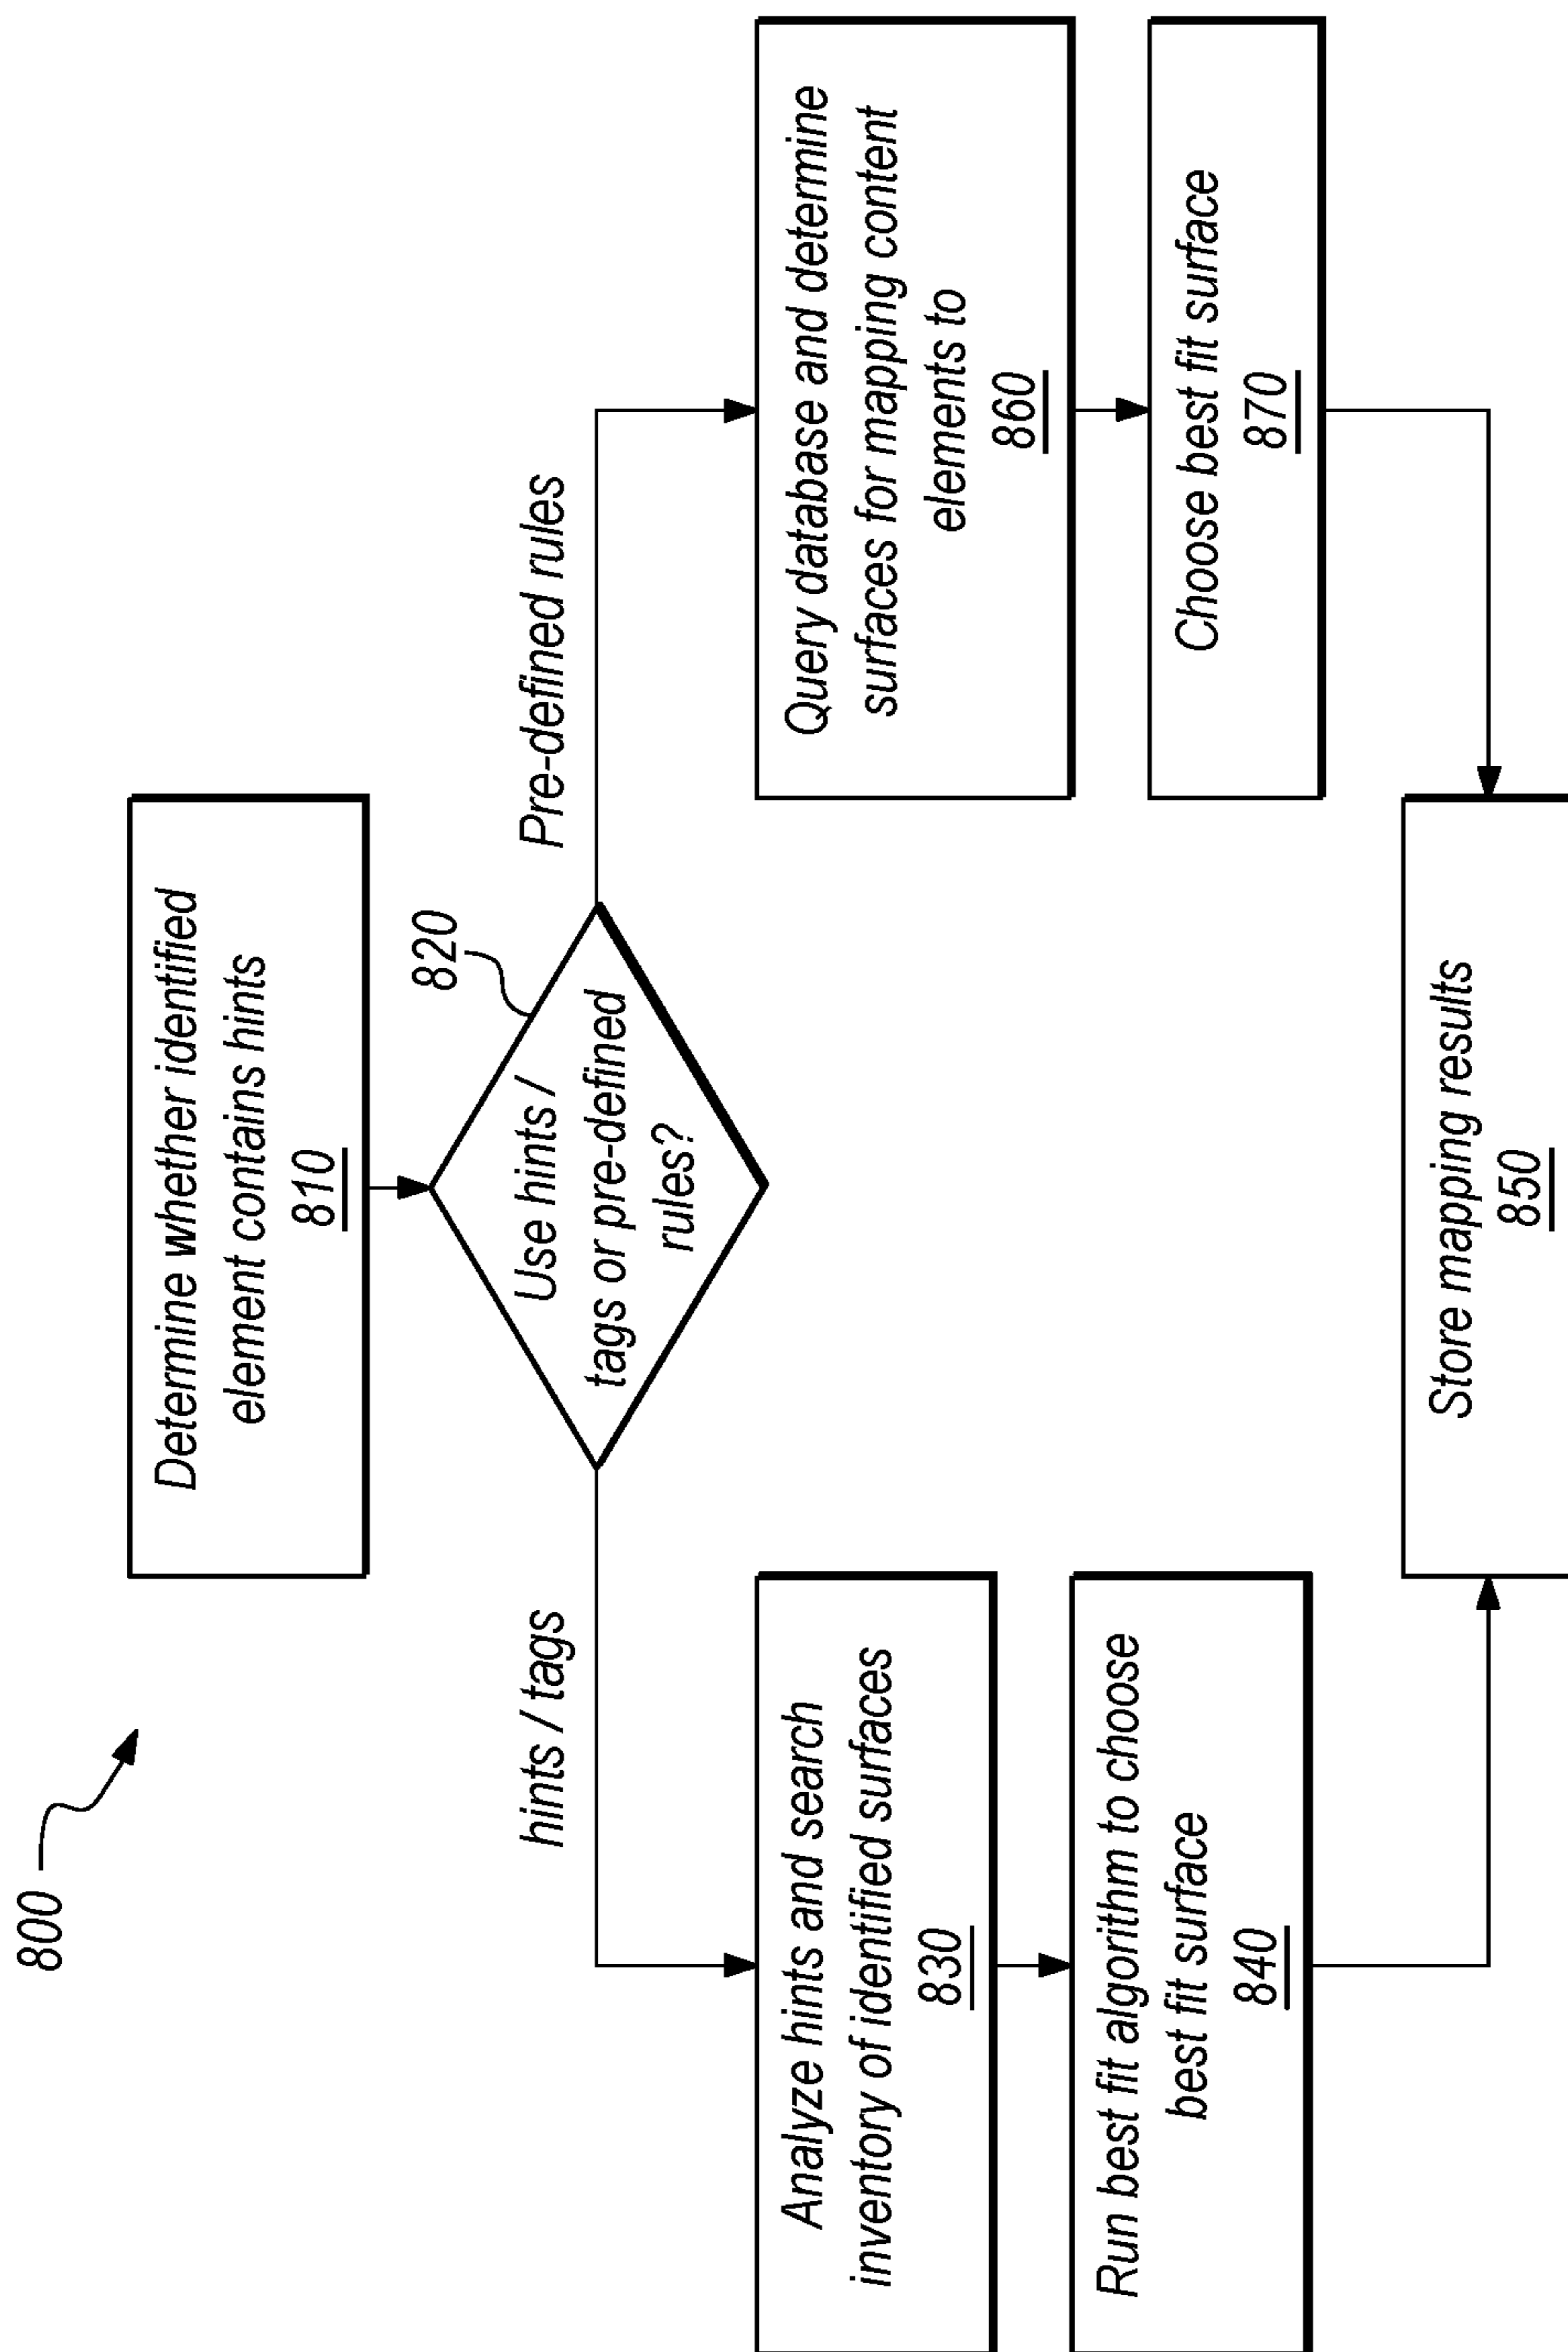 800
Determine whether identified
element contains hints
810
820
Use hints /
tags or pre-defined
rules?
hints / tags
Pre-defined rules
Analyze hints and search
inventory of identified surfaces
830
Run best fit algorithm to choose
best fit surface
840
Query database and determine
surfaces for mapping content
elements to
860
Choose best fit surface
870
Store mapping results
850